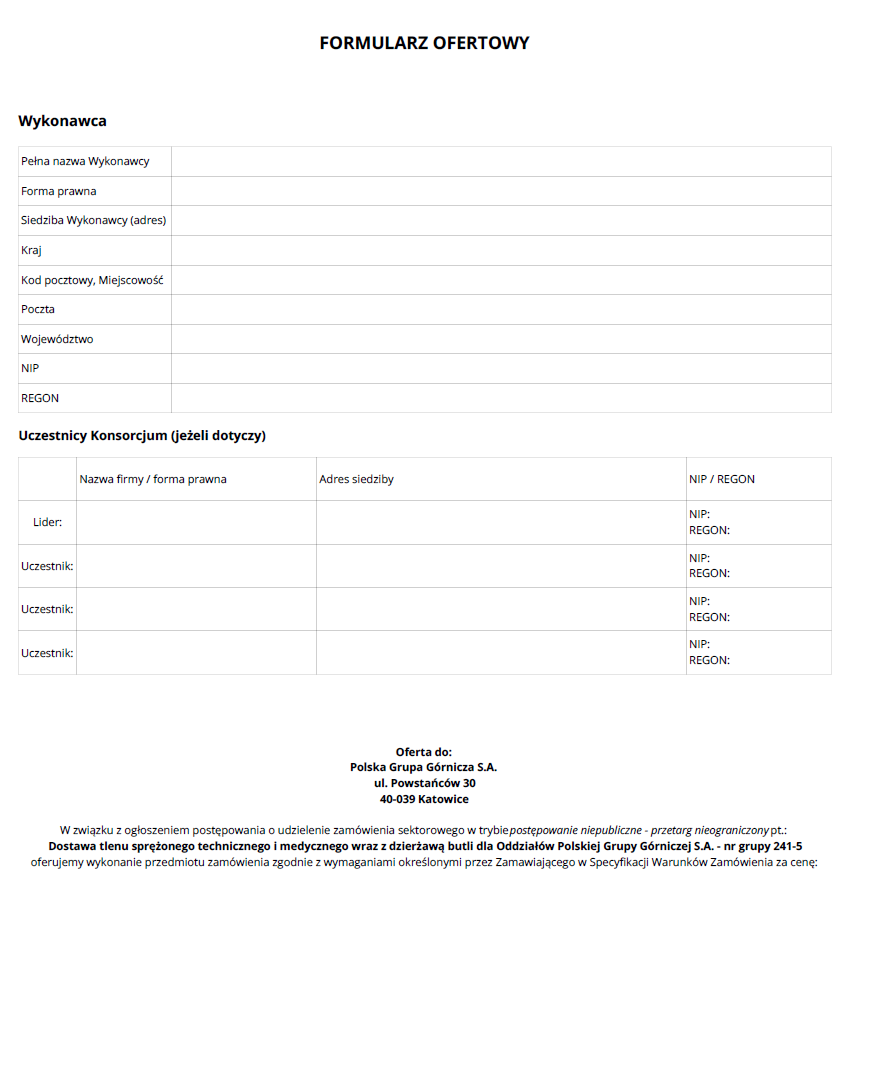 FORMULARZ OFERTOWY
Wykonawca
Pełna nazwa Wykonawcy
Forma prawna
Siedziba Wykonawcy (adres)
Kraj
Kod pocztowy, Miejscowość
Poczta
Województwo
NIP
REGON
Uczestnicy Konsorcjum (jeżeli dotyczy)
Nazwa firmy / forma prawna Adres siedziby NIP / REGON
Lider: NIP:
REGON:
Uczestnik: NIP:
REGON:
Uczestnik: NIP:
REGON:
Uczestnik: NIP:
REGON:
Oferta do:
Polska Grupa Górnicza S.A.
ul. Powstańców 30
40-039 Katowice
W związku z ogłoszeniem postępowania o udzielenie zamówienia sektorowego w trybie postępowanie niepubliczne - przetarg nieograniczony pt.:
Dostawa tlenu sprężonego technicznego i medycznego wraz z dzierżawą butli dla Oddziałów Polskiej Grupy Górniczej S.A. - nr grupy 241-5
oferujemy wykonanie przedmiotu zamówienia zgodnie z wymaganiami określonymi przez Zamawiającego w Specyfikacji Warunków Zamówienia za cenę: